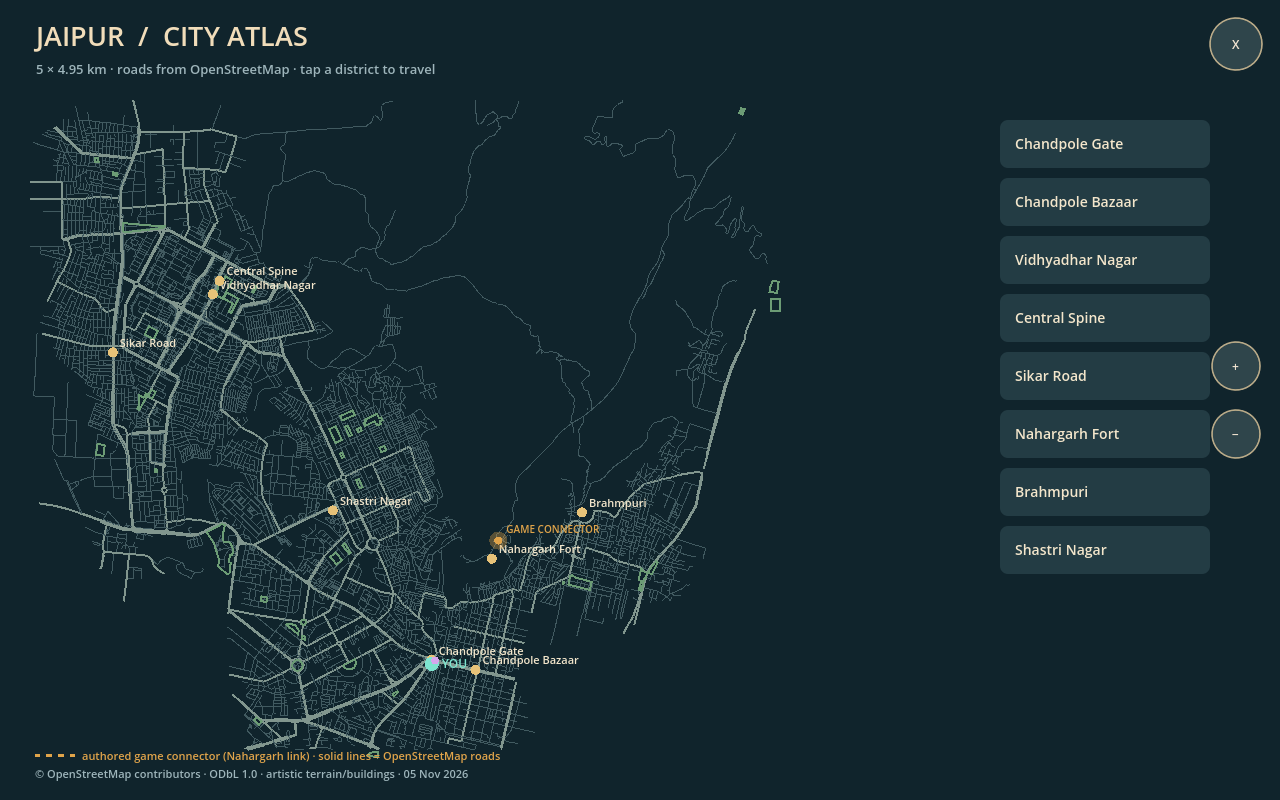 JAIPUR / CITY ATLAS
5 × 4.95 km · roads from OpenStreetMap · tap a district to travel
X
Chandpole Gate
Chandpole Bazaar
Vidhyadhar Nagar
Central Spine
Sikar Road
+
Nahargarh Fort
−
Brahmpuri
Shastri Nagar
Central Spine
Vidhyadhar Nagar
Sikar Road
Shastri Nagar
Brahmpuri
GAME CONNECTOR
Nahargarh Fort
Chandpole Gate
YOU
Chandpole Bazaar
authored game connector (Nahargarh link) · solid lines = OpenStreetMap roads
© OpenStreetMap contributors · ODbL 1.0 · artistic terrain/buildings · 05 Nov 2026